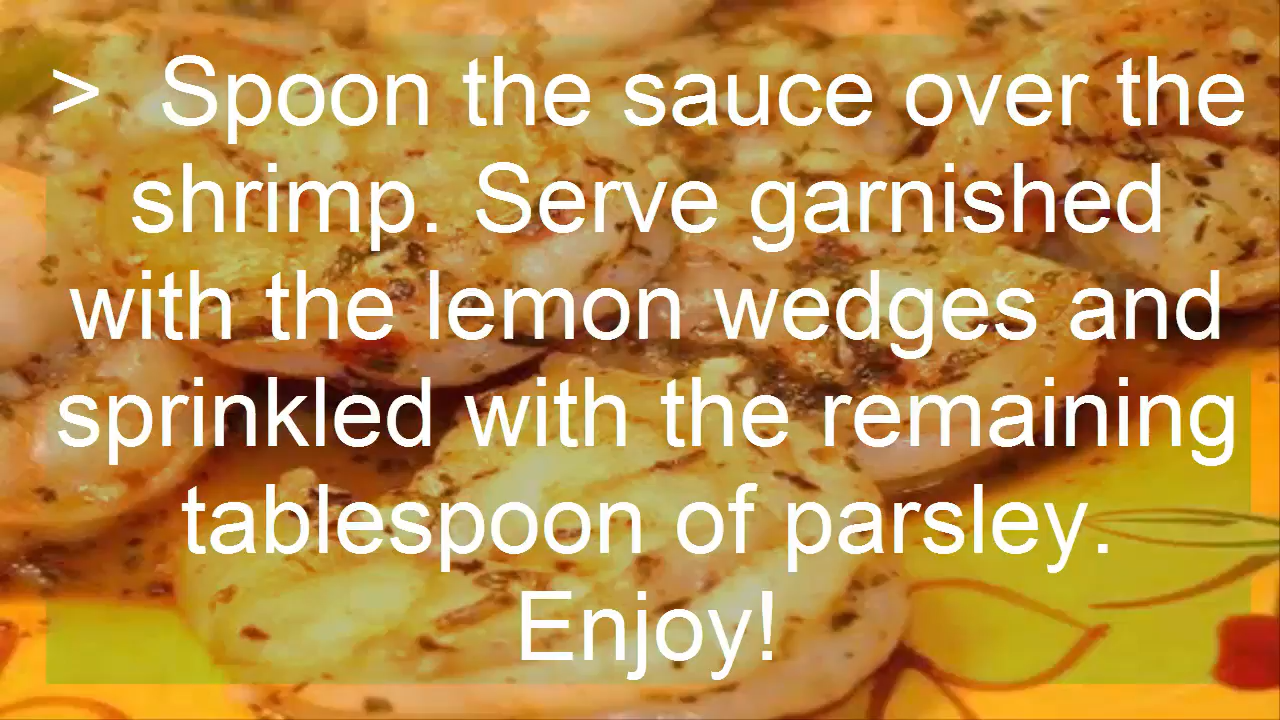 > Spoon the sauce over the
shrimp. Serve garnished
with the lemon wedges and
sprinkled with the remaining
tablespoon of parsley.
Enjoy!